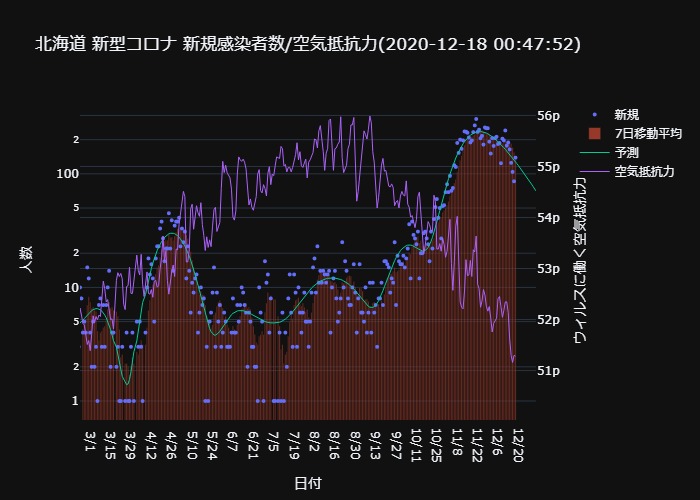 北海道 新型コロナ 新規感染者数/空気抵抗力(2020-12-18 00:47:52)
新規
7日移動平均
予測
空気抵抗力
人数
2
100
5
2
10
5
2
1
56p
55p
54p
53p
52p
51p
ウィルスに働く空気抵抗力
3/1 3/15 3/29 4/12 4/26 5/10 5/24 6/7 6/21 7/5 7/19 8/2 8/16 8/30 9/13 9/27 10/11 10/25 11/8 11/22 12/6 12/20
日付